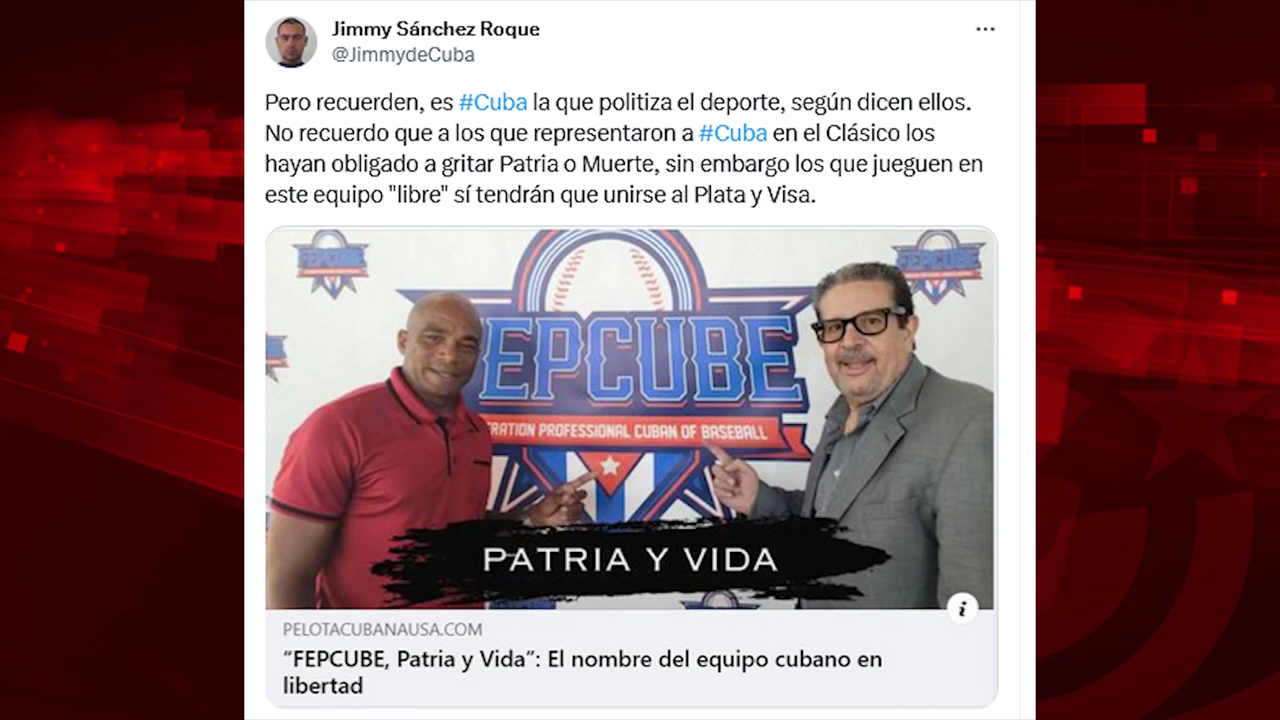 Jimmy Sánchez Roque
@JimmydeCuba
Pero recuerden, es #Cuba la que politiza el deporte, según dicen ellos.
No recuerdo que a los que representaron a #Cuba en el Clásico los
hayan obligado a gritar Patria o Muerte, sin embargo los que jueguen en
este equipo "libre" sí tendrán que unirse al Plata y Visa.
FEPCUBE
FEPCUBE
EPCUBE
RATION PROFESSIONAL CUBAN OF BASEBALL
PATRIA Y VIDA
PELOTACUBANAUSA.COM
“FEPCUBE, Patria y Vida”: El nombre del equipo cubano en
libertad